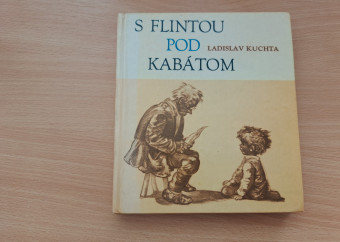 S FLINTOU
POD LADISLAV KUCHTA
KABÁTOM